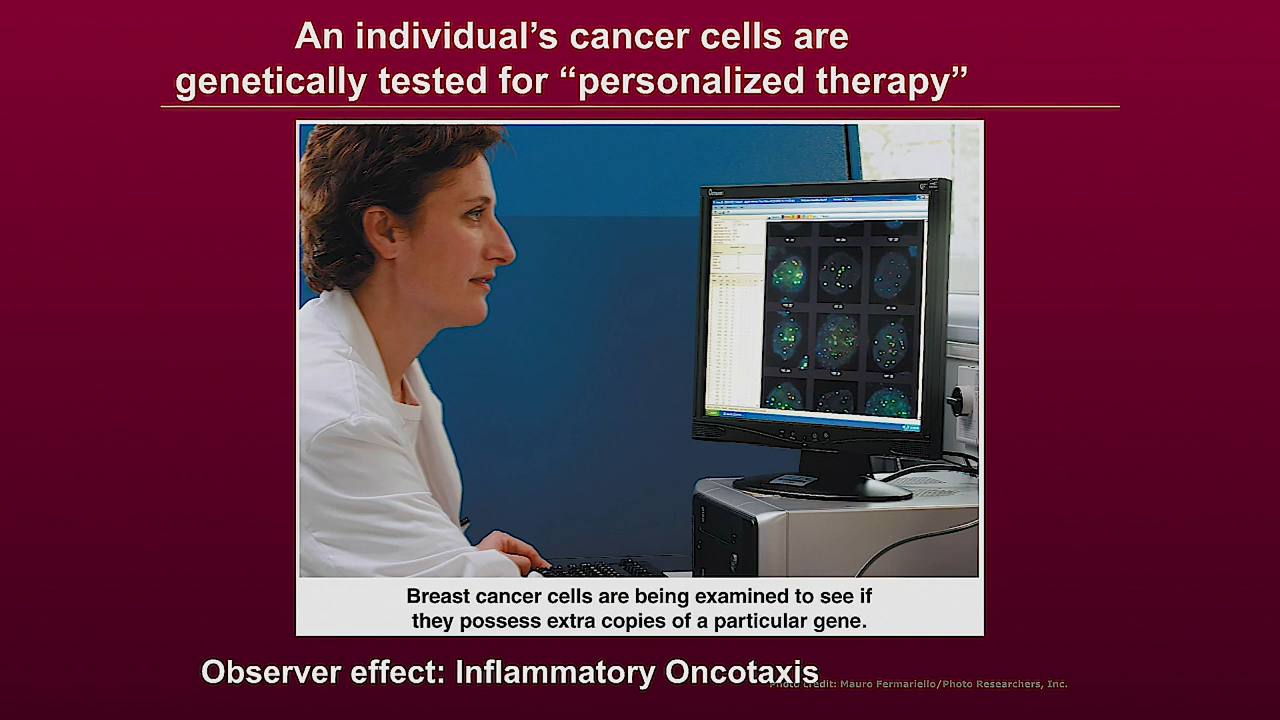 An individual’s cancer cells are
genetically tested for “personalized therapy”
Breast cancer cells are being examined to see if
they possess extra copies of a particular gene.
Observer effect: Inflammatory Oncotaxis
Photo credit: Mauro Fermariello/Photo Researchers, Inc.